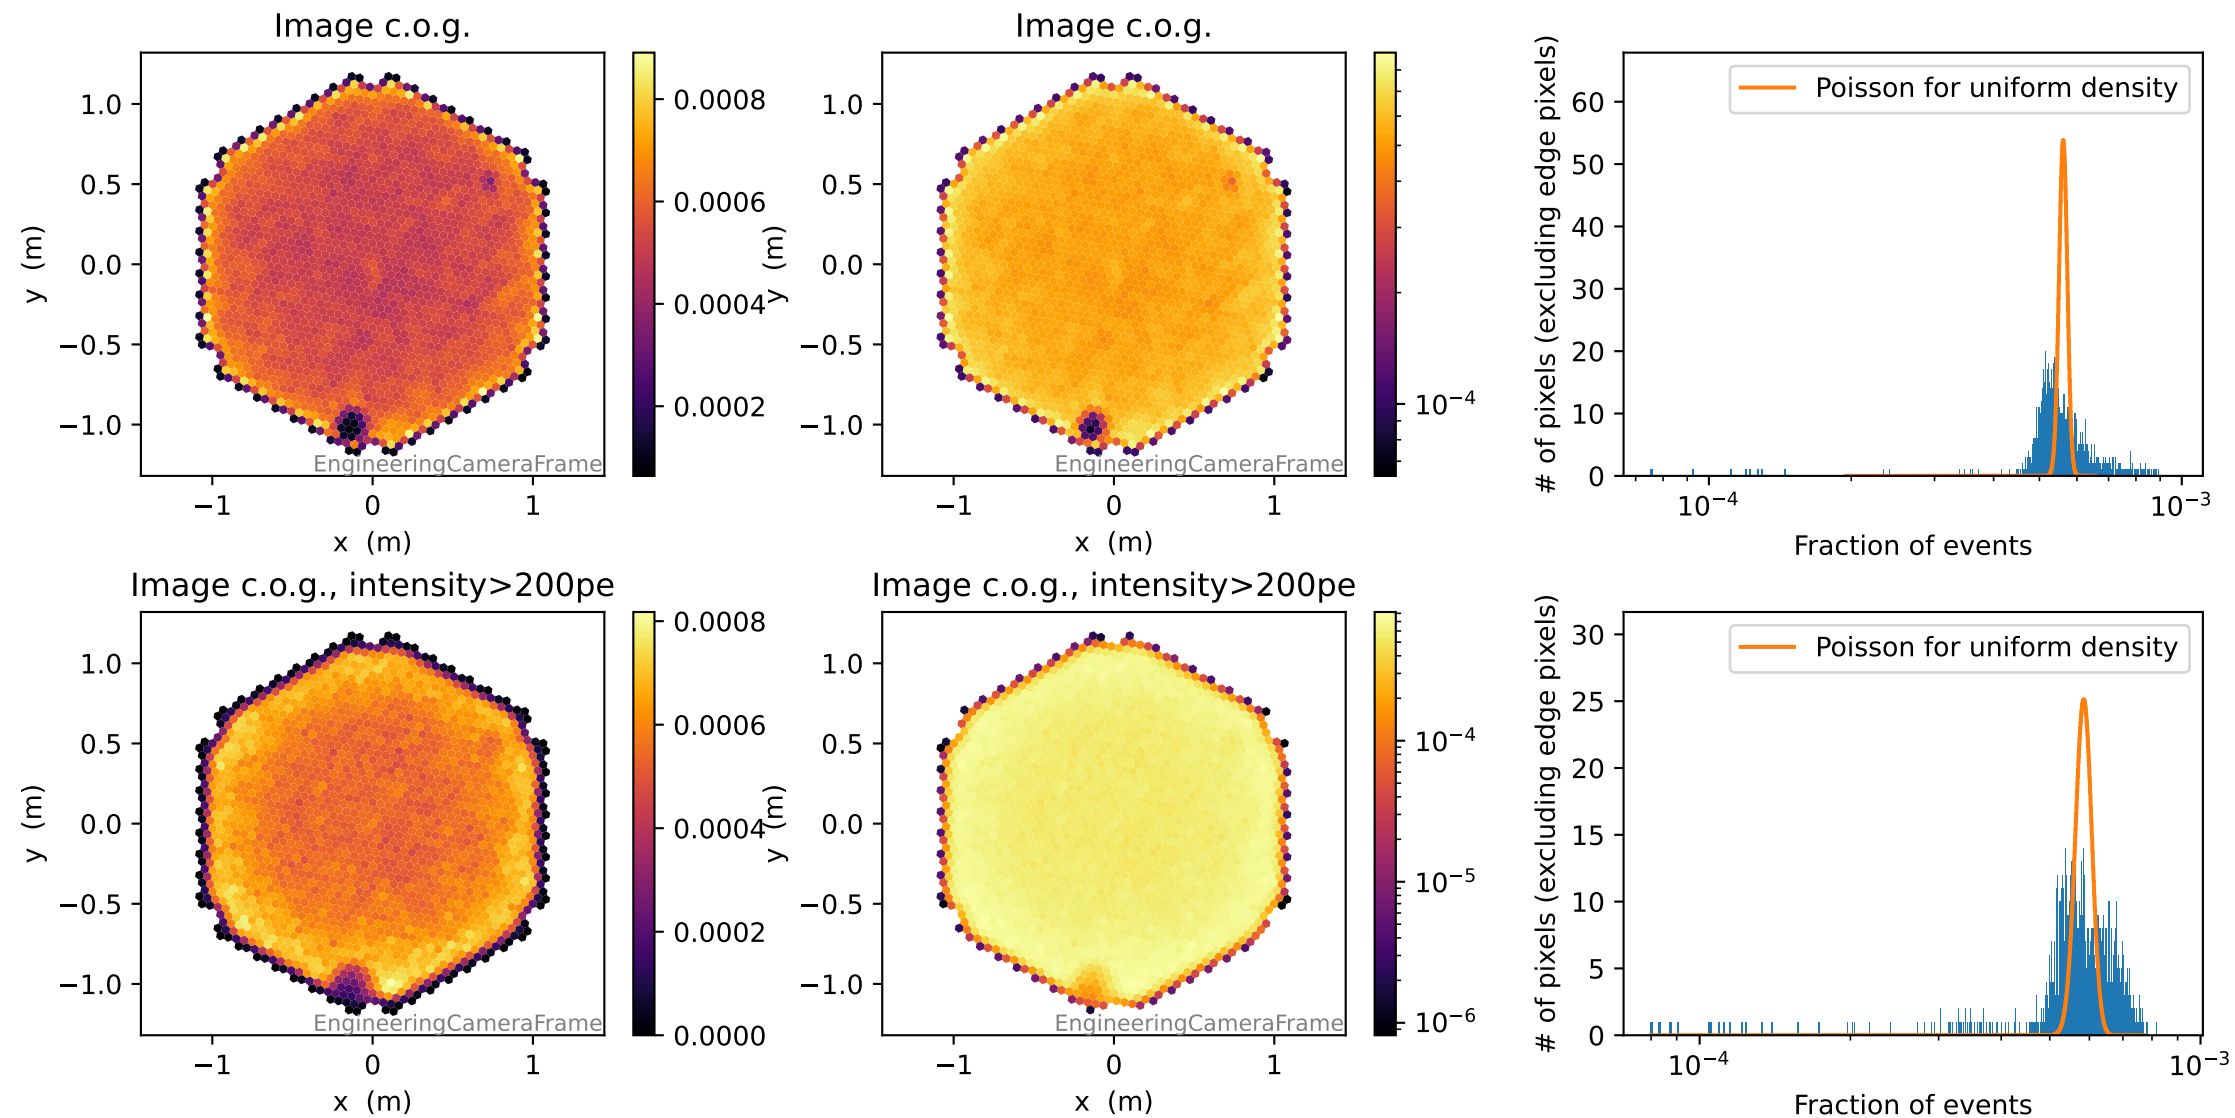 Image c.o.g.
1.0
0.5
0.0
−0.5
−1.0
y (m)
−1
0
1
x (m)
EngineeringCameraFrame
0.0008
0.0006
0.0004
0.0002
Image c.o.g.
1.0
0.5
0.0
−0.5
−1.0
y (m)
−1
0
1
x (m)
EngineeringCameraFrame
10⁻⁴
# of pixels (excluding edge pixels)
60
50
40
30
20
10
0
Poisson for uniform density
10⁻⁴
10⁻³
Fraction of events
Image c.o.g., intensity>200pe
1.0
0.5
0.0
−0.5
−1.0
y (m)
−1
0
1
x (m)
EngineeringCameraFrame
0.0008
0.0006
0.0004
0.0002
0.0000
Image c.o.g., intensity>200pe
1.0
0.5
0.0
−0.5
−1.0
y (m)
−1
0
1
x (m)
EngineeringCameraFrame
10⁻⁴
10⁻⁵
10⁻⁶
# of pixels (excluding edge pixels)
30
25
20
15
10
5
0
Poisson for uniform density
10⁻⁴
10⁻³
Fraction of events